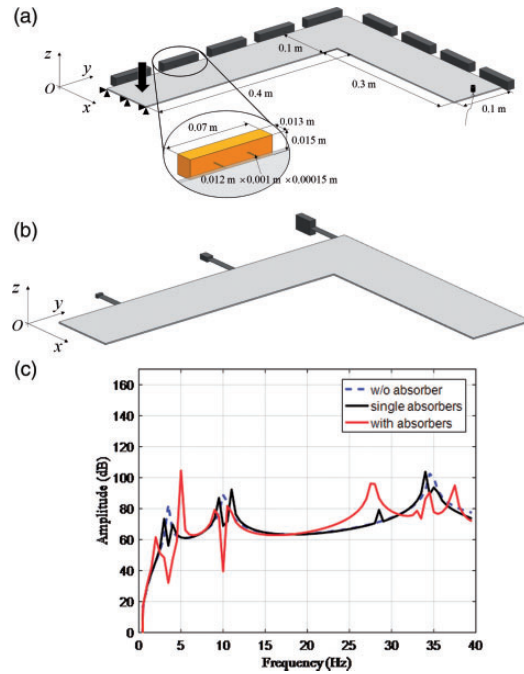 (a)
z
y
O
x
0.1 m
0.4 m
0.3 m
0.1 m
0.07 m
0.013 m
0.015 m
0.012 m ×0.001 m ×0.00015 m
(b)
z
y
O
x
(c)
160
140
120
100
80
60
40
20
0
Amplitude (dB)
w/o absorber
single absorbers
with absorbers
0 5 10 15 20 25 30 35 40
Frequency (Hz)